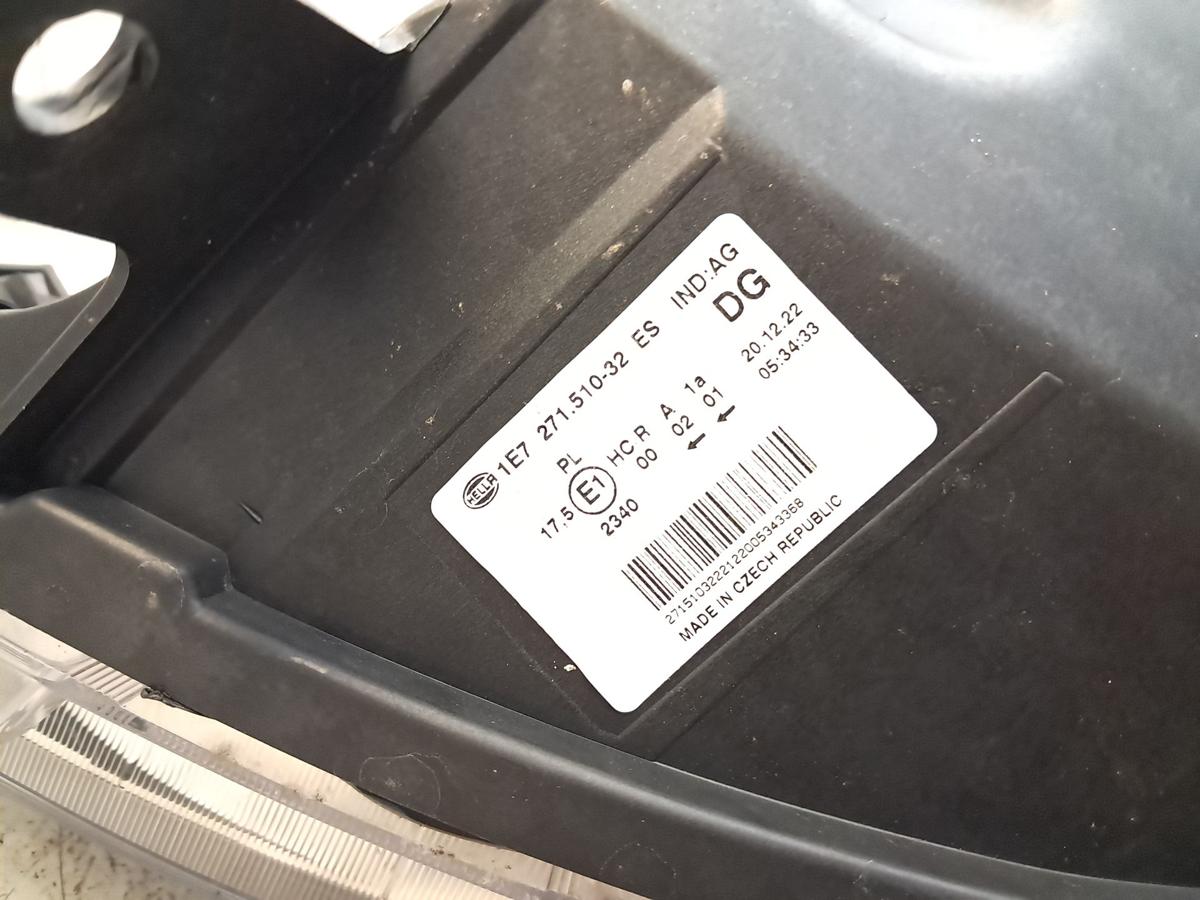 HELLA 1E7 271.510-32 ES IND:AG
DG
PL HC R A 1a
17.5 E1 00 02 01
2340 ← ←
20.12.22
05:34:33
2715103222122005343368
MADE IN CZECH REPUBLIC